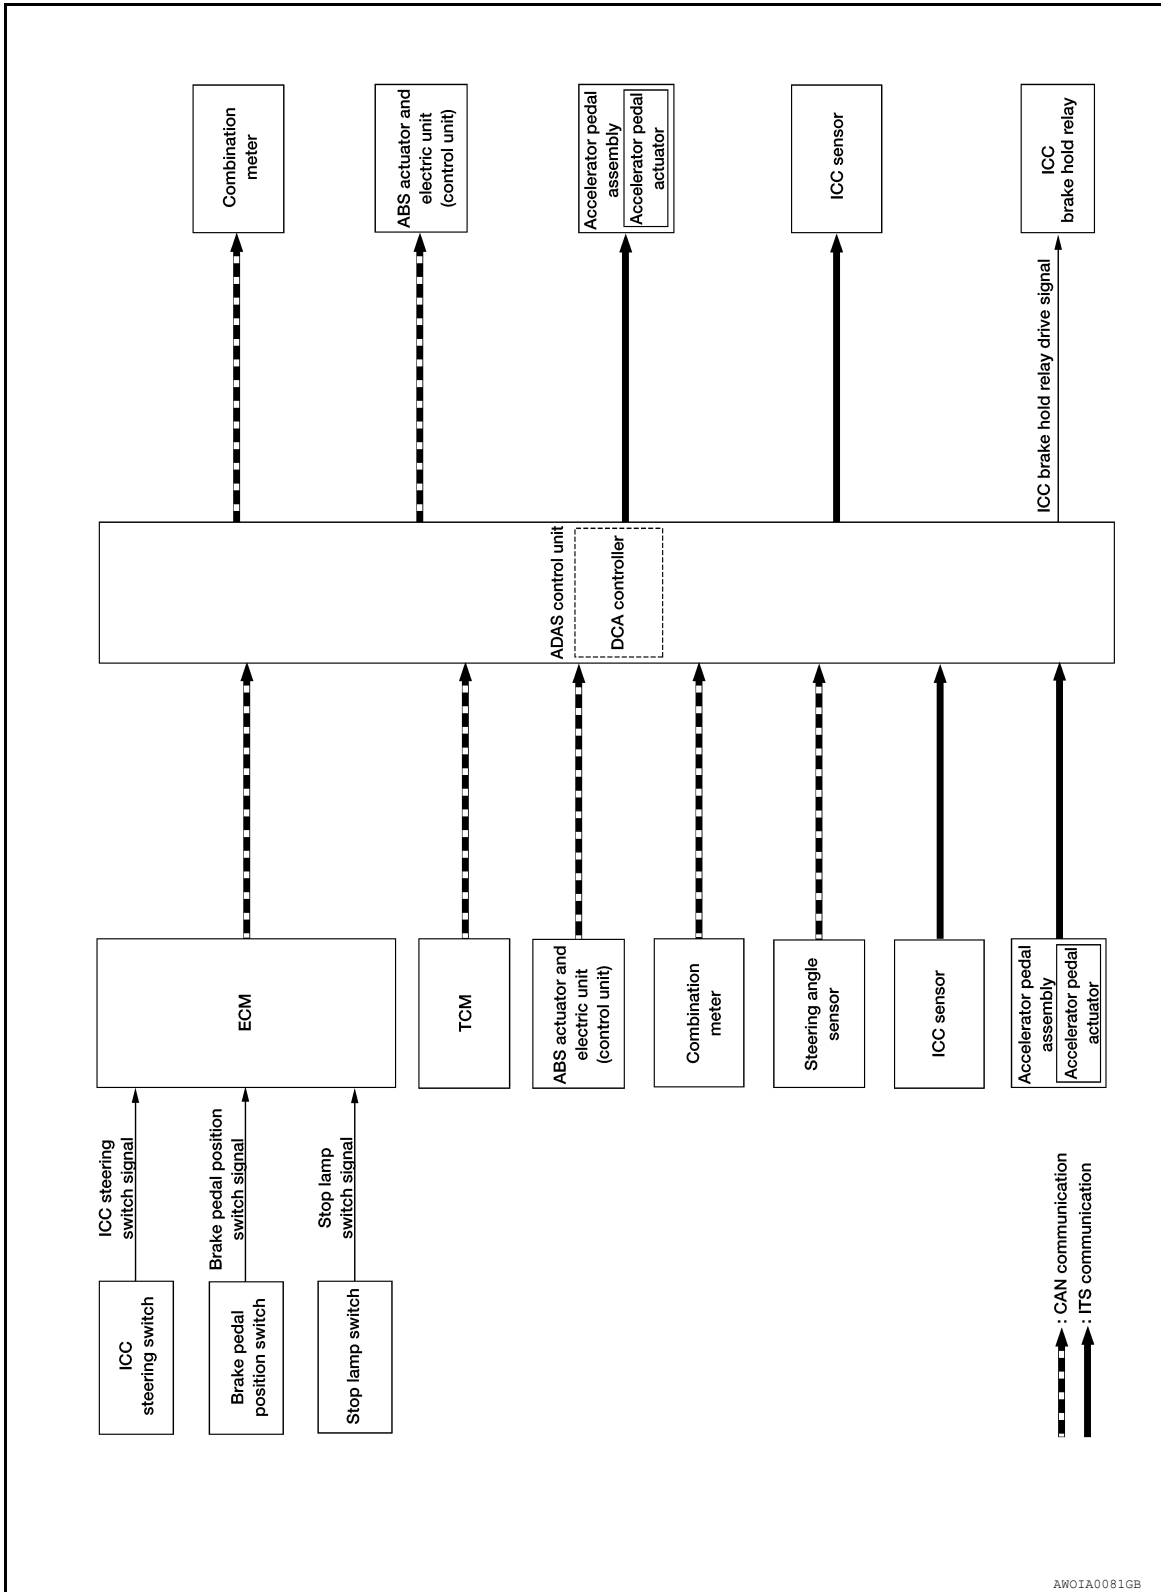 ICC
steering switch
ICC steering
switch signal
Brake pedal
position switch
Brake pedal position
switch signal
Stop lamp switch
Stop lamp
switch signal
ECM
TCM
ABS actuator and
electric unit
(control unit)
Combination
meter
Steering angle
sensor
ICC sensor
Accelerator pedal
assembly
Accelerator pedal
actuator
ADAS control unit
DCA controller
Combination
meter
ABS actuator and
electric unit
(control unit)
Accelerator pedal
assembly
Accelerator pedal
actuator
ICC sensor
ICC brake hold relay drive signal
ICC
brake hold relay
: CAN communication
: ITS communication
AWOIA0081GB